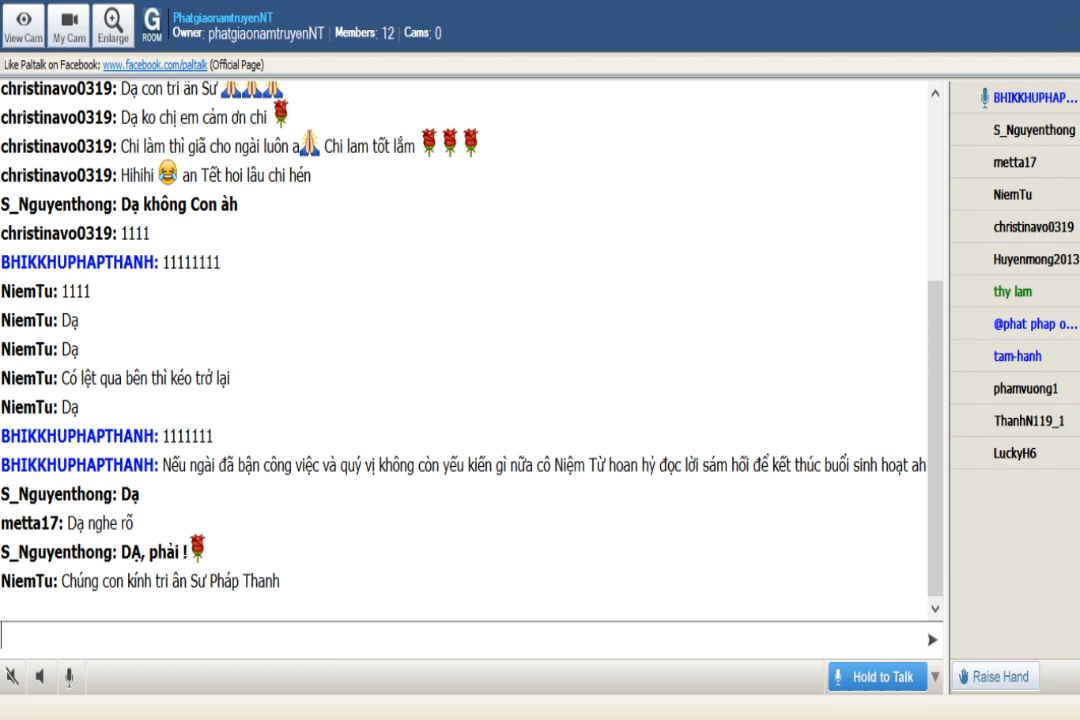 PhatgiaonamtruyenNT
View Cam My Cam Enlarge G ROOM Owner: phatgiaonamtruyenNT | Members: 12 | Cams: 0
Like Paltalk on Facebook: www.facebook.com/paltalk (Official Page)
christinavo0319: Dạ con tri ân Sư
christinavo0319: Dạ ko chị em cảm ơn chi
christinavo0319: Chi làm thì giã cho ngài luôn a Chi lam tốt lắm
christinavo0319: Hihihi an Tết hoi lâu chi hén
S_Nguyenthong: Dạ không Con àh
christinavo0319: 1111
BHIKKHUPHAPTHANH: 11111111
NiemTu: 1111
NiemTu: Dạ
NiemTu: Dạ
NiemTu: Có lệt qua bên thì kéo trở lại
NiemTu: Dạ
BHIKKHUPHAPTHANH: 1111111
BHIKKHUPHAPTHANH: Nếu ngài đã bận công việc và quý vị không còn yếu kiến gì nữa cô Niệm Từ hoan hỷ đọc lời sám hối để kết thúc buổi sinh hoạt ah
S_Nguyenthong: Dạ
metta17: Dạ nghe rõ
S_Nguyenthong: DẠ, phải !
NiemTu: Chúng con kính tri ân Sư Pháp Thanh
Hold to Talk
BHIKKHUPHAP...
S_Nguyenthong
metta17
NiemTu
christinavo0319
Huyenmong2013
thy lam
@phat phap o...
tam-hanh
phamvuong1
ThanhN119_1
LuckyH6
Raise Hand